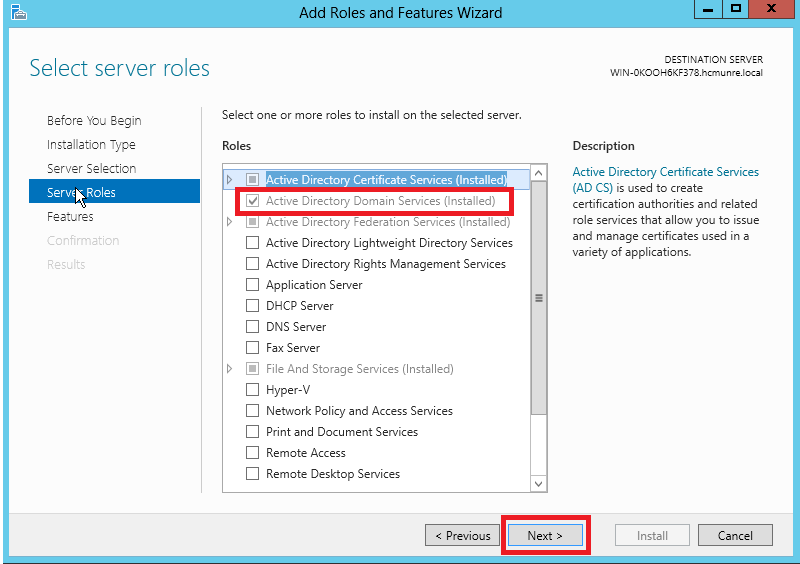 Add Roles and Features Wizard
Select server roles
DESTINATION SERVER
WIN-0KOOH6KF378.hcmunre.local
Before You Begin
Installation Type
Server Selection
Server Roles
Features
Confirmation
Results
Select one or more roles to install on the selected server.
Roles
Active Directory Certificate Services (Installed)
Active Directory Domain Services (Installed)
Active Directory Federation Services (Installed)
Active Directory Lightweight Directory Services
Active Directory Rights Management Services
Application Server
DHCP Server
DNS Server
Fax Server
File And Storage Services (Installed)
Hyper-V
Network Policy and Access Services
Print and Document Services
Remote Access
Remote Desktop Services
Description
Active Directory Certificate Services
(AD CS) is used to create
certification authorities and related
role services that allow you to issue
and manage certificates used in a
variety of applications.
< Previous
Next >
Install
Cancel